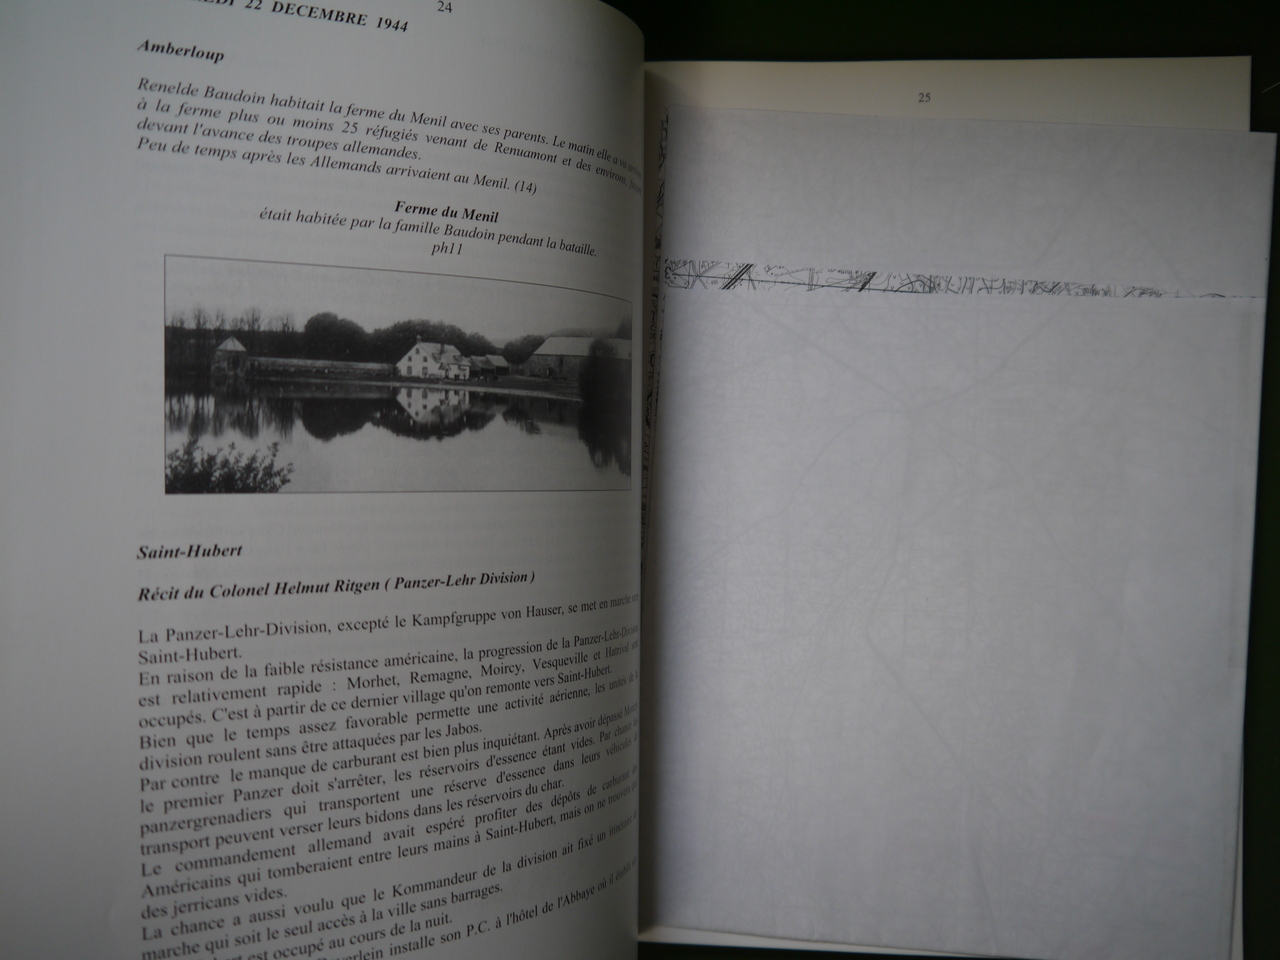 24
22 DECEMBRE 1944
Amberloup
Renelde Baudoin habitait la ferme du Menil avec ses parents. Le matin elle a vu
à la ferme plus ou moins 25 réfugiés venant de Renuamont et des environs,
devant l'avance des troupes allemandes.
Peu de temps après les Allemands arrivaient au Menil. (14)
Ferme du Menil
était habitée par la famille Baudoin pendant la bataille.
ph11
Saint-Hubert
Récit du Colonel Helmut Ritgen ( Panzer-Lehr Division )
La Panzer-Lehr-Division, excepté le Kampfgruppe von Hauser, se met en marche
Saint-Hubert.
En raison de la faible résistance américaine, la progression de la Panzer-Lehr-Division
est relativement rapide : Morhet, Remagne, Moircy, Vesqueville et Hatrival sont
occupés. C'est à partir de ce dernier village qu'on remonte vers Saint-Hubert.
Bien que le temps assez favorable permette une activité aérienne, les unités de la
division roulent sans être attaquées par les Jabos.
Par contre le manque de carburant est bien plus inquiétant. Après avoir dépassé
le premier Panzer doit s'arrêter, les réservoirs d'essence étant vides. Par chance
panzergrenadiers qui transportent une réserve d'essence dans leurs véhicules
transport peuvent verser leurs bidons dans les réservoirs du char.
Le commandement allemand avait espéré profiter des dépôts de carburant
Américains qui tomberaient entre leurs mains à Saint-Hubert, mais on ne trouvera
des jerricans vides.
La chance a aussi voulu que le Kommandeur de la division ait fixé un itinéraire
marche qui soit le seul accès à la ville sans barrages.
est occupé au cours de la nuit.
installe son P.C. à l'hôtel de l'Abbaye où il
25